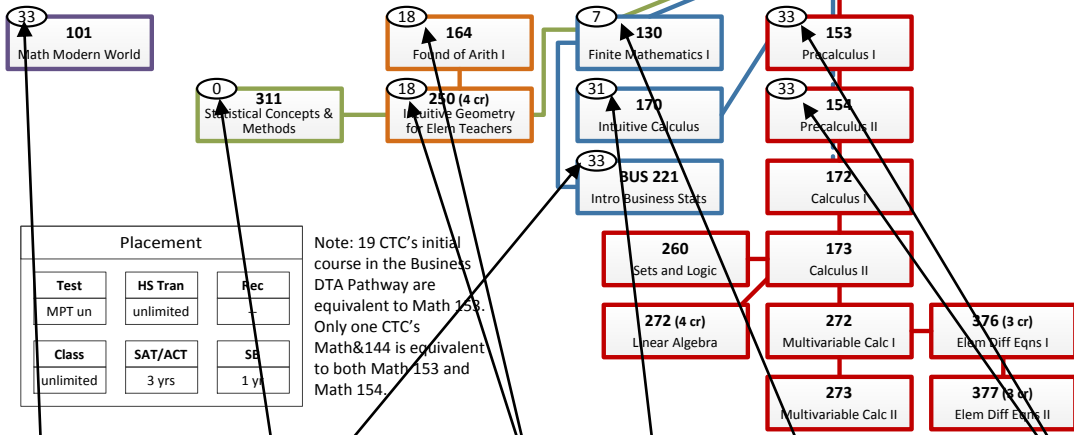 33
101
Math Modern World
18
164
Found of Arith I
7
130
Finite Mathematics I
33
153
Precalculus I
0
311
Statistical Concepts &
Methods
18
250 (4 cr)
Intuitive Geometry
for Elem Teachers
31
170
Intuitive Calculus
33
154
Precalculus II
33
BUS 221
Intro Business Stats
172
Calculus I
260
Sets and Logic
173
Calculus II
272 (4 cr)
Linear Algebra
272
Multivariable Calc I
376 (3 cr)
Elem Diff Eqns I
273
Multivariable Calc II
377 (3 cr)
Elem Diff Eqns II
Placement
Test
MPT un
HS Tran
unlimited
Rec
--
Class
unlimited
SAT/ACT
3 yrs
SB
1 yr
Note: 19 CTC's initial
course in the Business
DTA Pathway are
equivalent to Math 153.
Only one CTC's
Math&144 is equivalent
to both Math 153 and
Math 154.